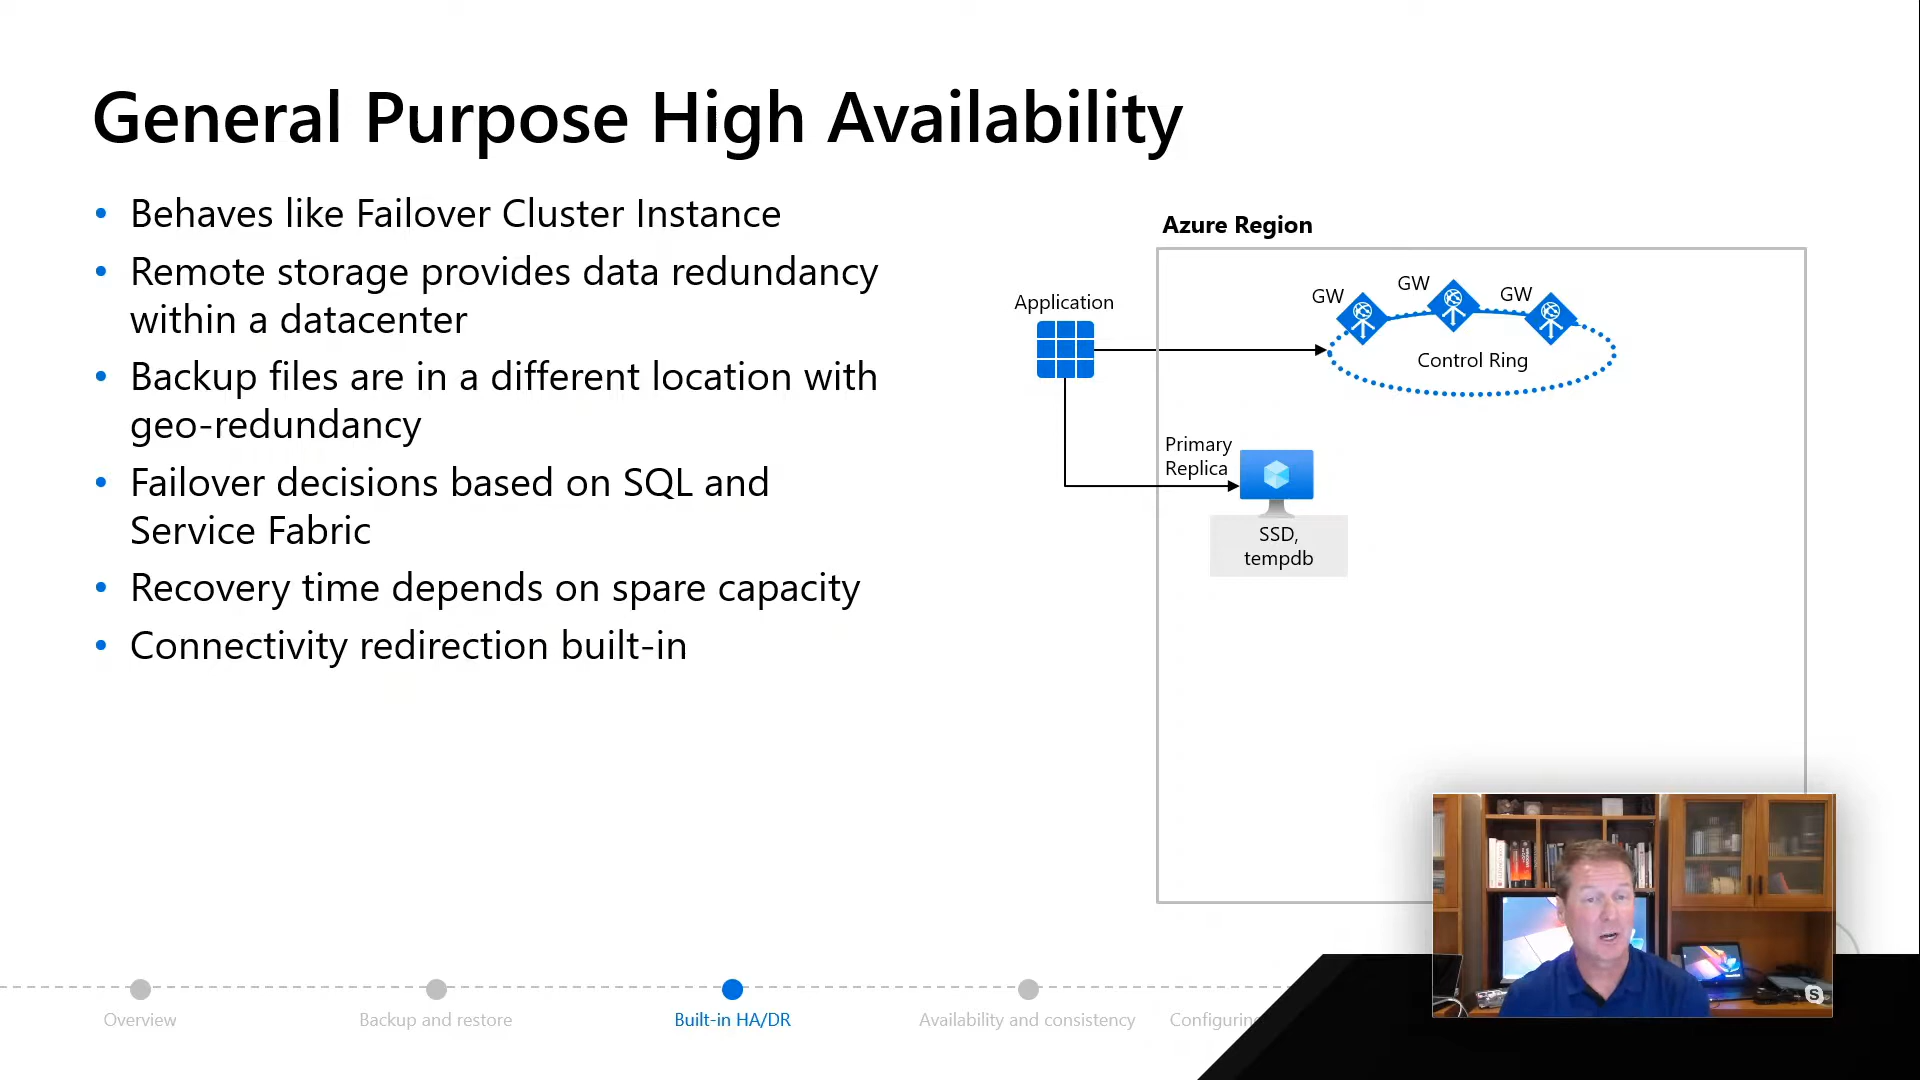 General Purpose High Availability
Behaves like Failover Cluster Instance
Remote storage provides data redundancy
within a datacenter
Backup files are in a different location with
geo-redundancy
Failover decisions based on SQL and
Service Fabric
Recovery time depends on spare capacity
Connectivity redirection built-in
Azure Region
Application
GW
GW
GW
Control Ring
Primary
Replica
SSD,
tempdb
Overview
Backup and restore
Built-in HA/DR
Availability and consistency